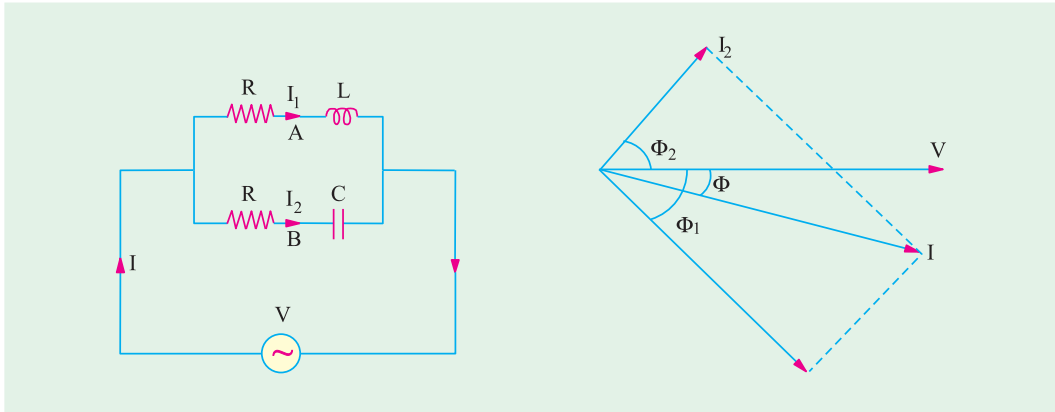 R
I₁
L
A
R
I₂
C
B
I
V
~
I₂
Φ₂
V
Φ
Φ₁
I